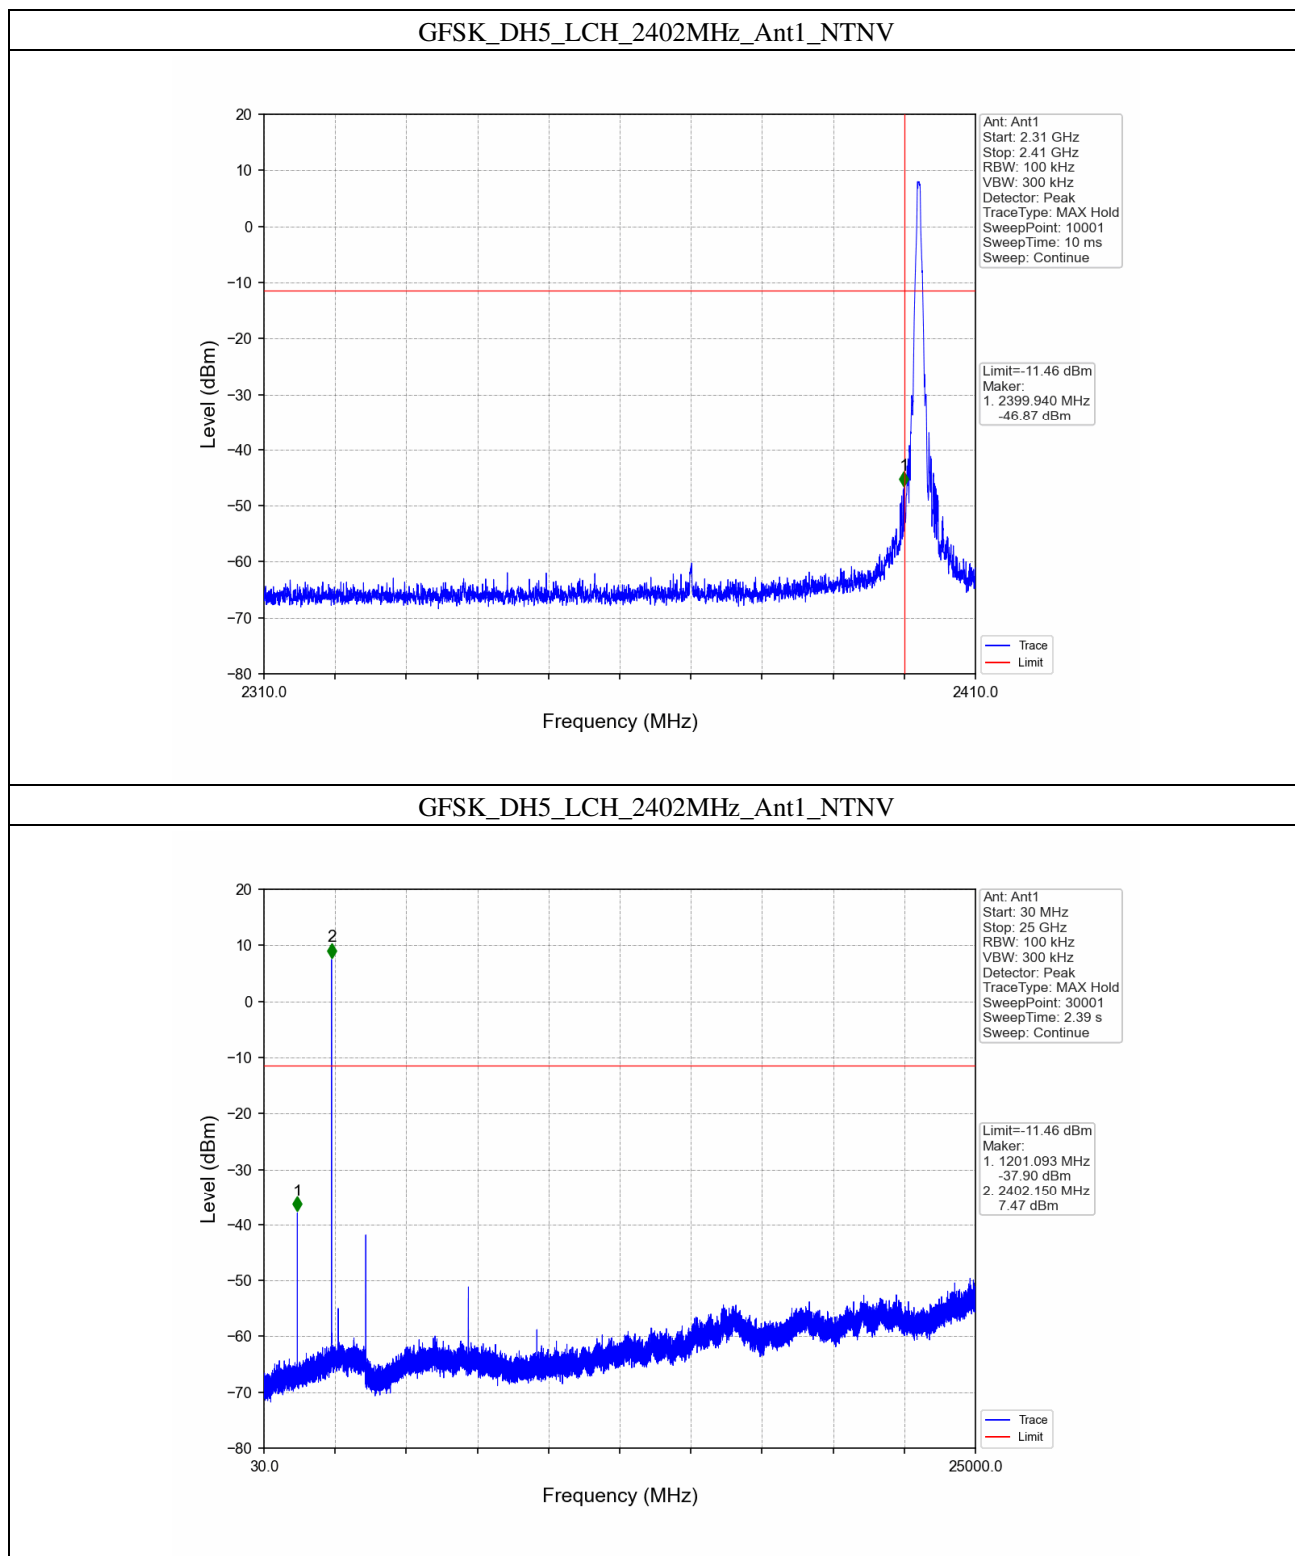 GFSK_DH5_LCH_2402MHz_Ant1_NTNV
20
10
0
−10
−20
−30
−40
−50
−60
−70
−80
Level (dBm)
2310.0
2410.0
Frequency (MHz)
1
Ant: Ant1
Start: 2.31 GHz
Stop: 2.41 GHz
RBW: 100 kHz
VBW: 300 kHz
Detector: Peak
TraceType: MAX Hold
SweepPoint: 10001
SweepTime: 10 ms
Sweep: Continue
Limit=-11.46 dBm
Maker:
1. 2399.940 MHz
-46.87 dBm
Trace
Limit
GFSK_DH5_LCH_2402MHz_Ant1_NTNV
20
10
0
−10
−20
−30
−40
−50
−60
−70
−80
Level (dBm)
30.0
25000.0
Frequency (MHz)
1
2
Ant: Ant1
Start: 30 MHz
Stop: 25 GHz
RBW: 100 kHz
VBW: 300 kHz
Detector: Peak
TraceType: MAX Hold
SweepPoint: 30001
SweepTime: 2.39 s
Sweep: Continue
Limit=-11.46 dBm
Maker:
1. 1201.093 MHz
-37.90 dBm
2. 2402.150 MHz
7.47 dBm
Trace
Limit